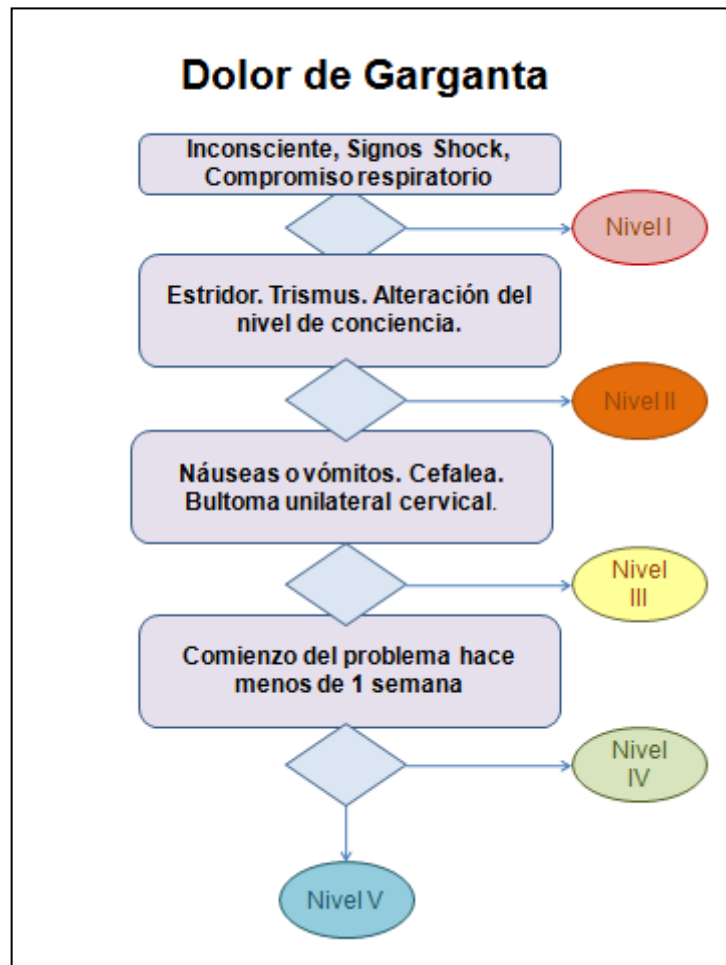 Dolor de Garganta
Inconsciente, Signos Shock,
Compromiso respiratorio
Nivel I
Estridor. Trismus. Alteración del
nivel de conciencia.
Nivel II
Náuseas o vómitos. Cefalea.
Bultoma unilateral cervical.
Nivel
III
Comienzo del problema hace
menos de 1 semana
Nivel
IV
Nivel V